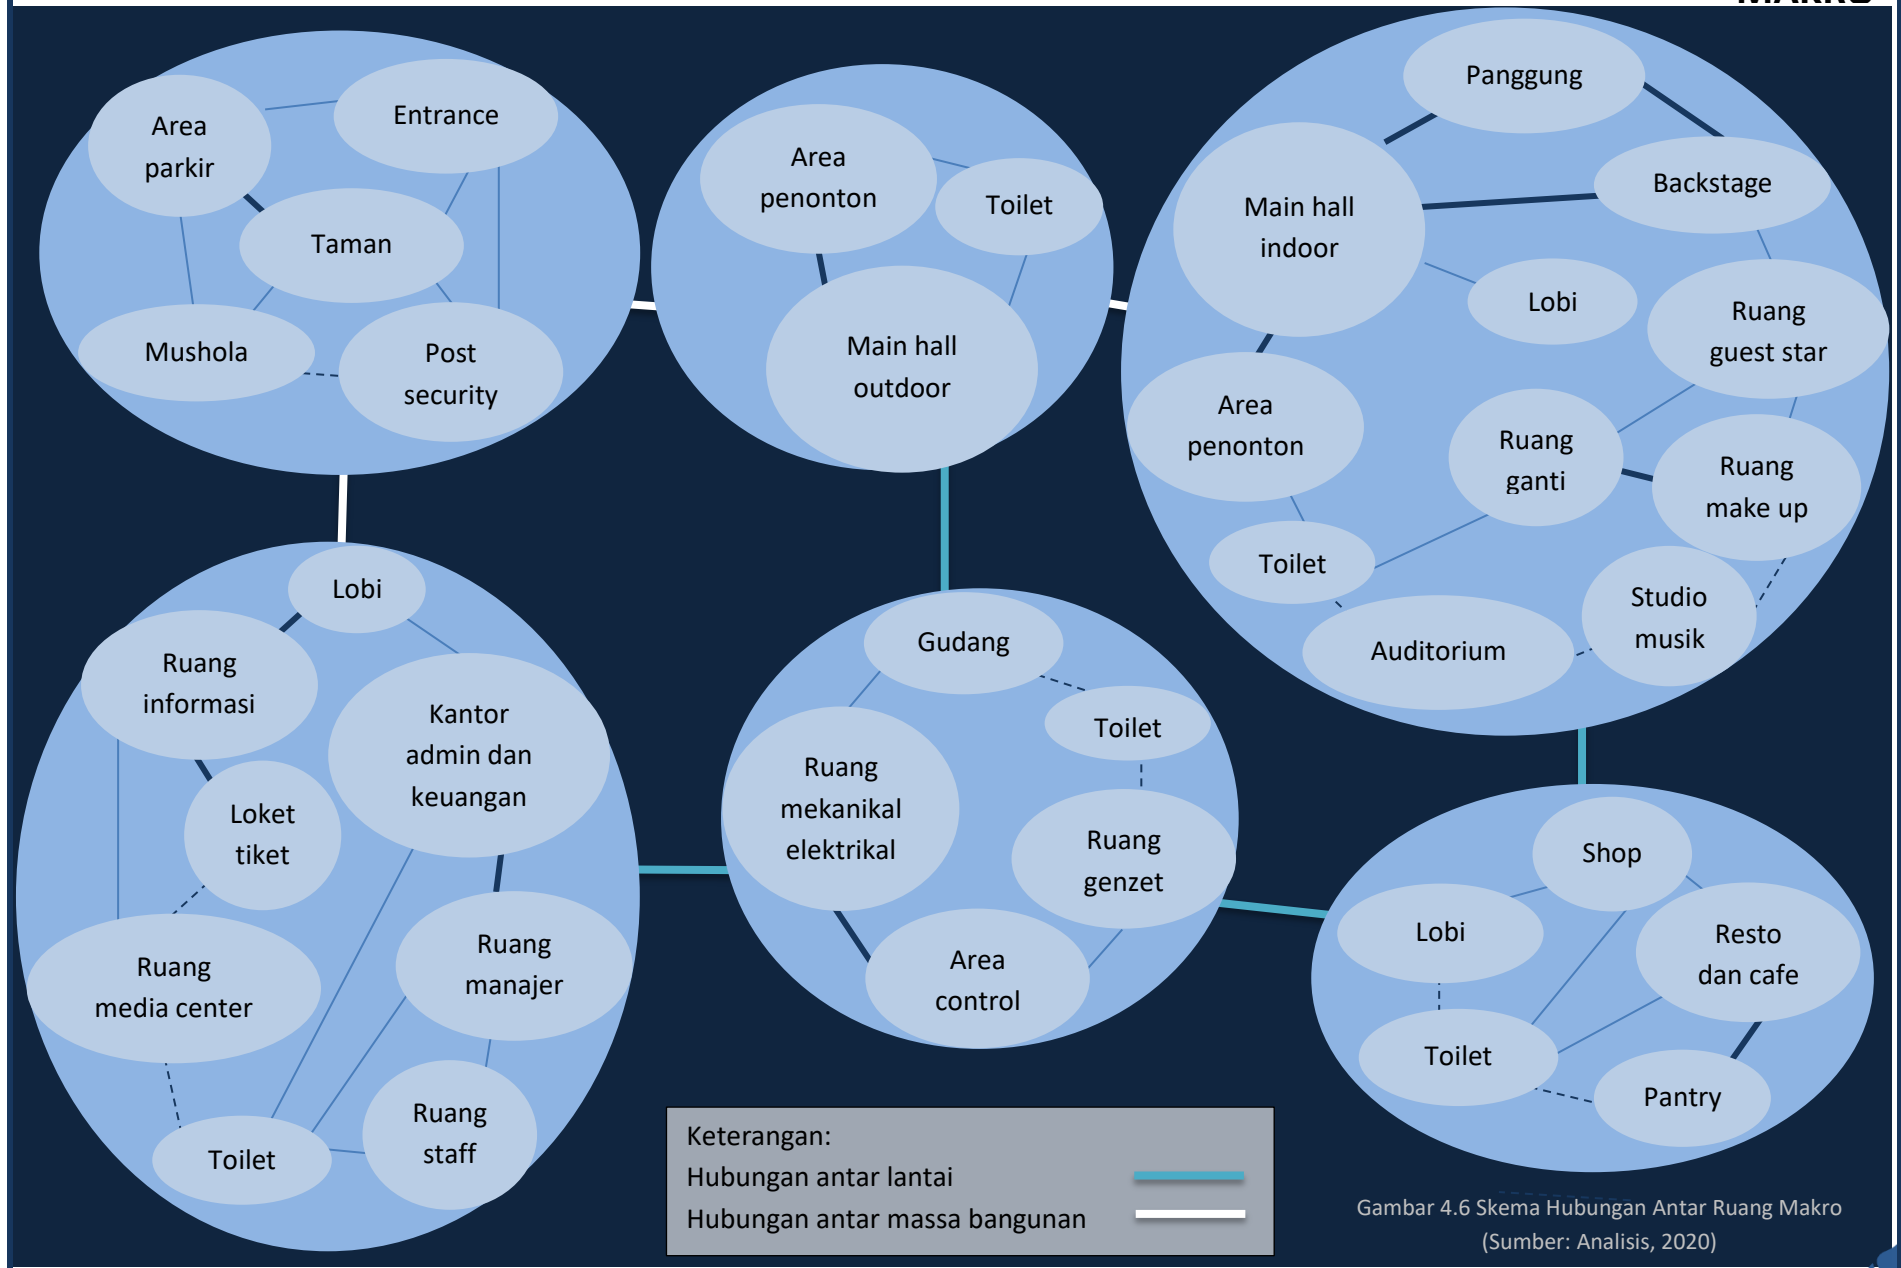 Area
parkir
Entrance
Taman
Mushola
Post
security
Area
penonton
Toilet
Main hall
outdoor
Panggung
Main hall
indoor
Backstage
Lobi
Ruang
guest star
Area
penonton
Ruang
ganti
Ruang
make up
Toilet
Studio
musik
Auditorium
Lobi
Ruang
informasi
Kantor
admin dan
keuangan
Loket
tiket
Ruang
media center
Ruang
manajer
Toilet
Ruang
staff
Gudang
Toilet
Ruang
mekanikal
elektrikal
Ruang
genzet
Area
control
Shop
Lobi
Resto
dan cafe
Toilet
Pantry
Keterangan:
Hubungan antar lantai
Hubungan antar massa bangunan
Gambar 4.6 Skema Hubungan Antar Ruang Makro
(Sumber: Analisis, 2020)